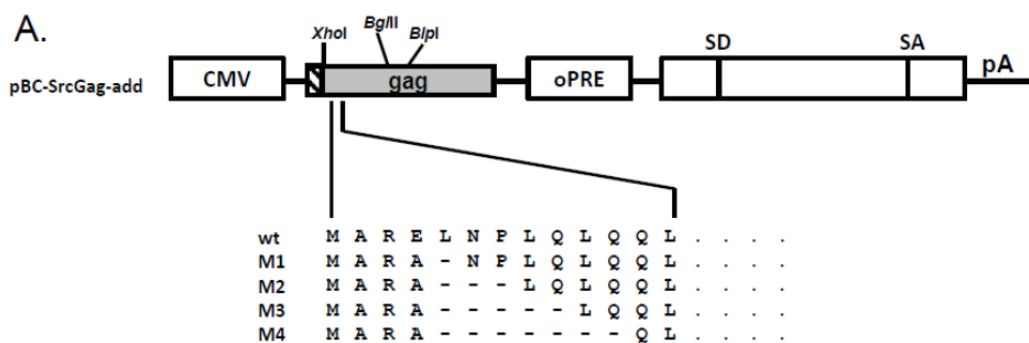 A.
XhoI BglII BlpI SD SA
pBC-SrcGag-add CMV gag oPRE pA
wt M A R E L N P L Q L Q Q L . . . .
M1 M A R A - N P L Q L Q Q L . . . .
M2 M A R A - - - L Q L Q Q L . . . .
M3 M A R A - - - - - L Q Q L . . . .
M4 M A R A - - - - - - - Q L . . . .